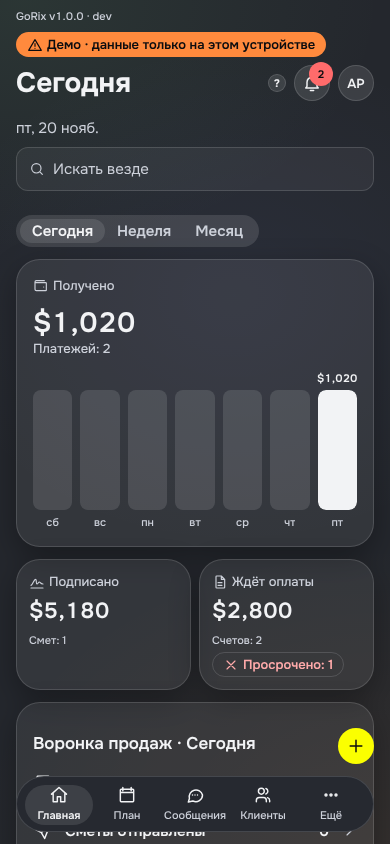 GoRix v1.0.0 · dev
Демо · данные только на этом устройстве
Сегодня
?
2
АР
пт, 20 нояб.
Искать везде
Сегодня Неделя Месяц
Получено
$1,020
Платежей: 2
$1,020
сб вс пн вт ср чт пт
Подписано
$5,180
Смет: 1
Ждёт оплаты
$2,800
Счетов: 2
Просрочено: 1
Воронка продаж · Сегодня
Главная План Сообщения Клиенты Ещё
Сметы отправлены